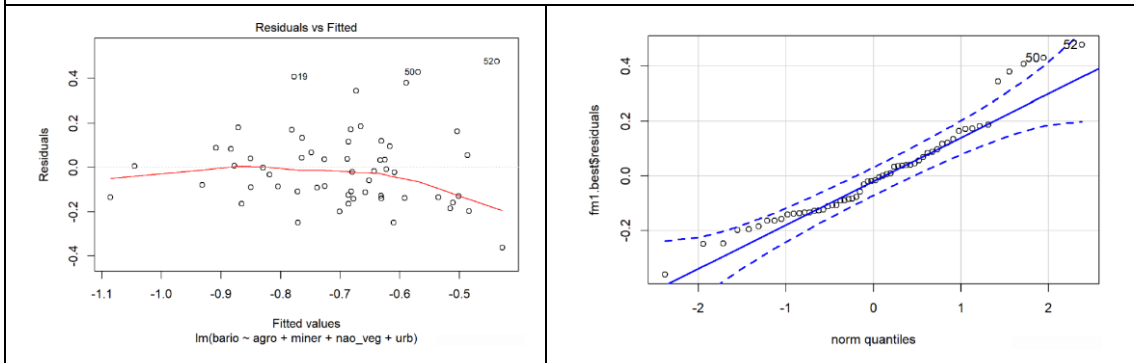 Residuals vs Fitted
Residuals
0.4
0.2
0.0
-0.2
-0.4
19
50
52
-1.1 -1.0 -0.9 -0.8 -0.7 -0.6 -0.5
Fitted values
lm(bario ~ agro + miner + nao_veg + urb)
fm1.best$residuals
0.4
0.2
0.0
-0.2
50
52
-2 -1 0 1 2
norm quantiles